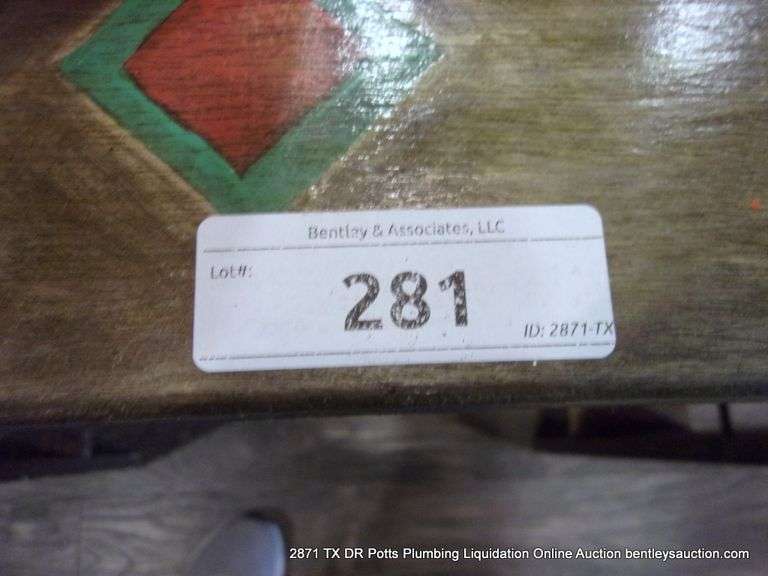 Bentley & Associates, LLC
Lot#:
281
ID: 2871-TX
2871 TX DR Potts Plumbing Liquidation Online Auction bentleysauction.com